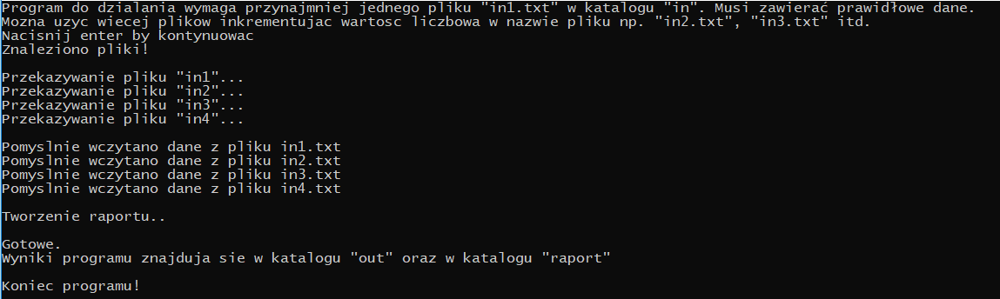 Program do dzialania wymaga przynajmniej jednego pliku "in1.txt" w katalogu "in". Musi zawierać prawidłowe dane.
Mozna uzyc wiecej plikow inkrementujac wartosc liczbowa w nazwie pliku np. "in2.txt", "in3.txt" itd.
Nacisnij enter by kontynuowac
Znaleziono pliki!
Przekazywanie pliku "in1"...
Przekazywanie pliku "in2"...
Przekazywanie pliku "in3"...
Przekazywanie pliku "in4"...
Pomyslnie wczytano dane z pliku in1.txt
Pomyslnie wczytano dane z pliku in2.txt
Pomyslnie wczytano dane z pliku in3.txt
Pomyslnie wczytano dane z pliku in4.txt
Tworzenie raportu..
Gotowe.
Wyniki programu znajduja sie w katalogu "out" oraz w katalogu "raport"
Koniec programu!